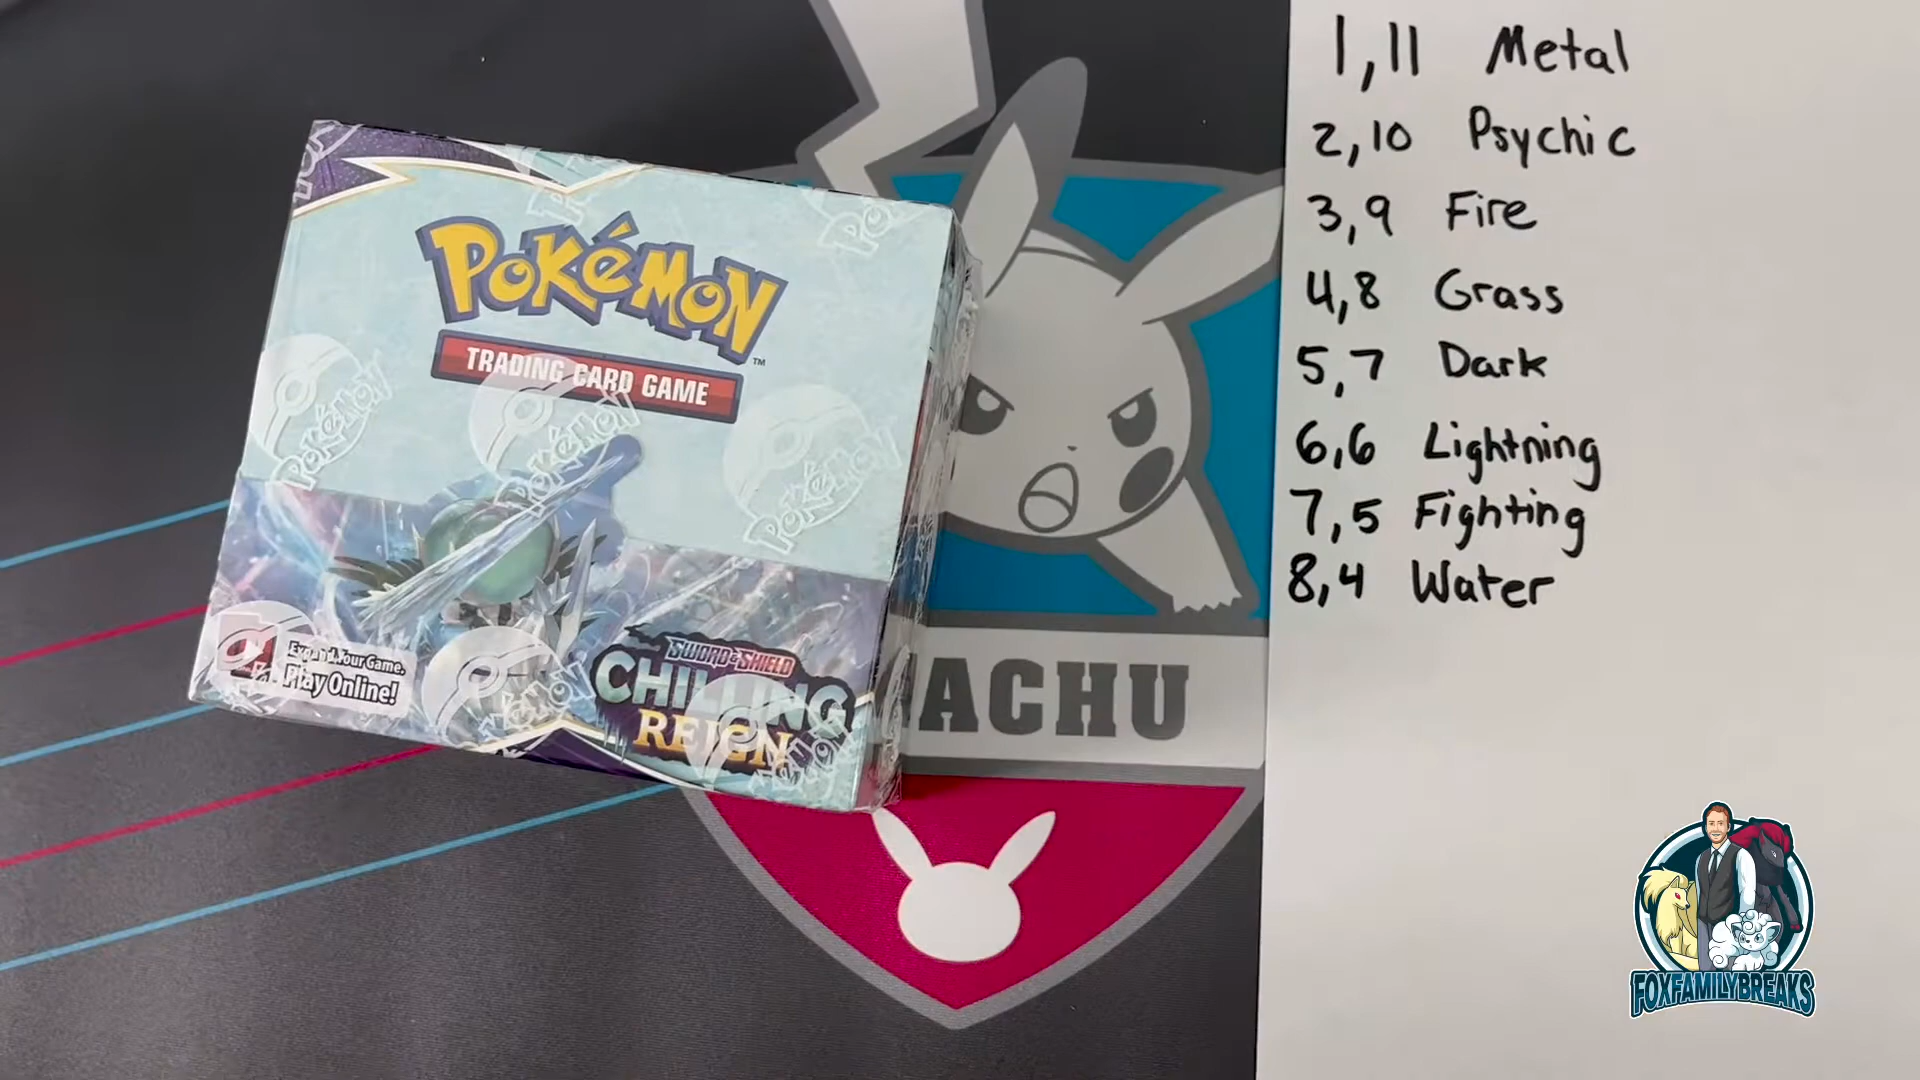 POKéMON
TM
TRADING CARD GAME
Expand Your Game.
Play Online!
SWORD & SHIELD
CHILLING
REIGN
ACHU
1,11 Metal
2,10 Psychic
3,9 Fire
4,8 Grass
5,7 Dark
6,6 Lightning
7,5 Fighting
8,4 Water
FOXFAMILYBREAKS